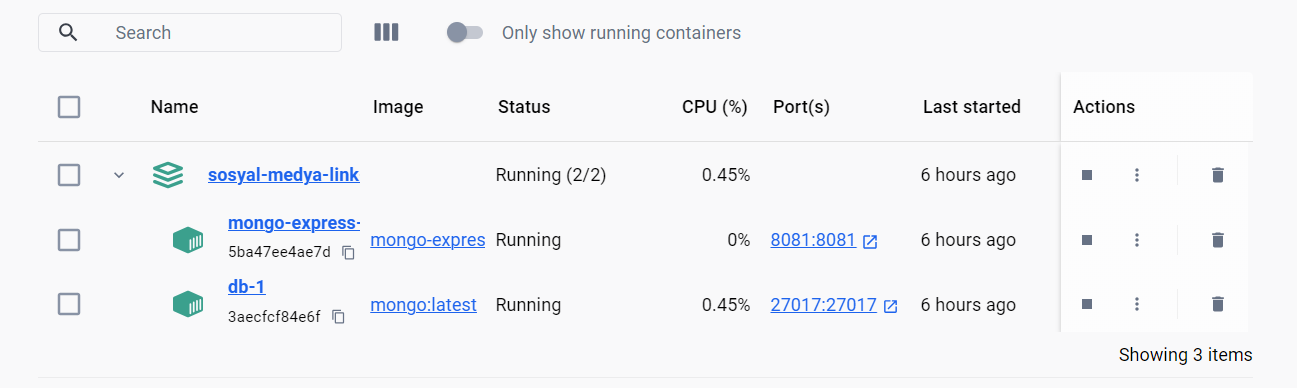 Search Only show running containers
Name Image Status CPU (%) Port(s) Last started Actions
sosyal-medya-link Running (2/2) 0.45% 6 hours ago
mongo-express-
5ba47ee4ae7d mongo-expres Running 0% 8081:8081 6 hours ago
db-1
3aecfcf84e6f mongo:latest Running 0.45% 27017:27017 6 hours ago
Showing 3 items